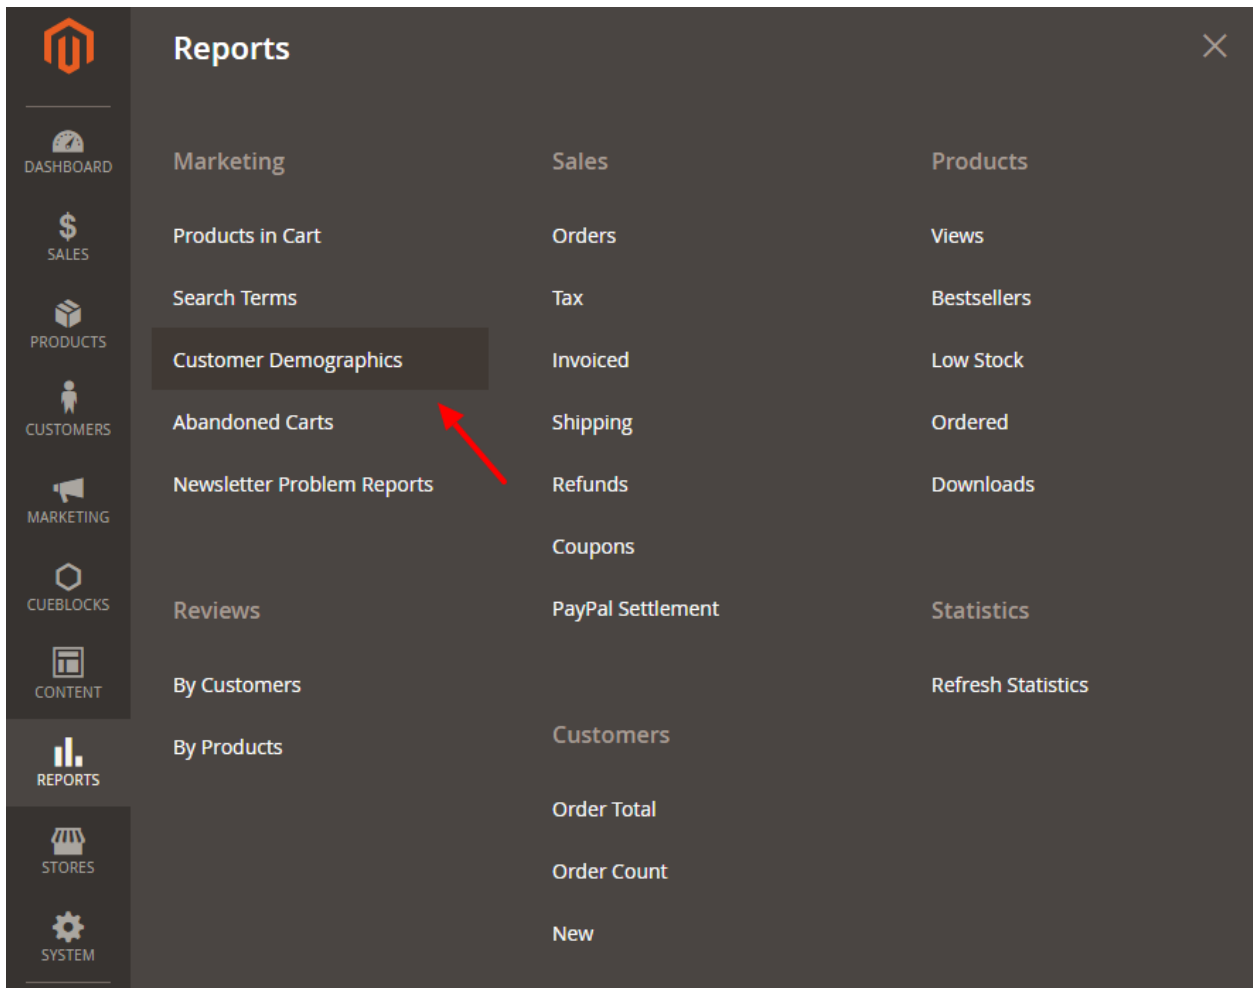 Reports
DASHBOARD
SALES
PRODUCTS
CUSTOMERS
MARKETING
CUEBLOCKS
CONTENT
REPORTS
STORES
SYSTEM
Marketing
Products in Cart
Search Terms
Customer Demographics
Abandoned Carts
Newsletter Problem Reports
Reviews
By Customers
By Products
Sales
Orders
Tax
Invoiced
Shipping
Refunds
Coupons
PayPal Settlement
Customers
Order Total
Order Count
New
Products
Views
Bestsellers
Low Stock
Ordered
Downloads
Statistics
Refresh Statistics